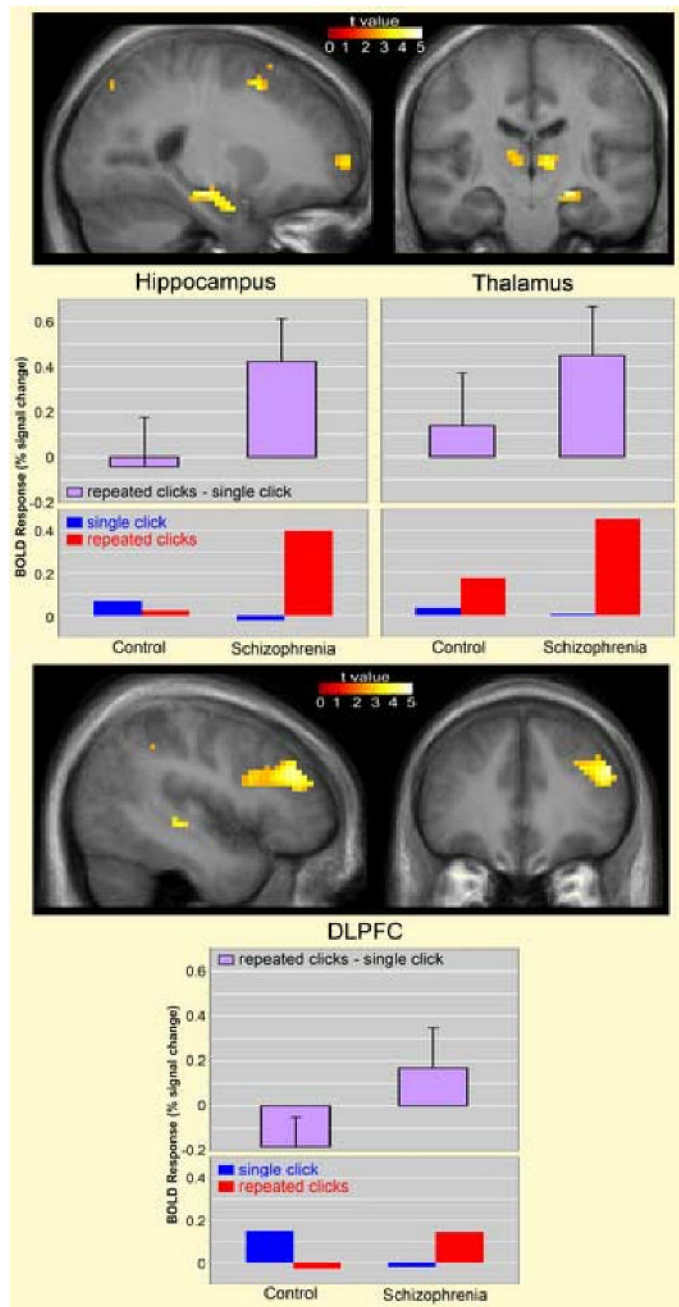 t value
0 1 2 3 4 5
Hippocampus
Thalamus
BOLD Response (% signal change)
0.6
0.4
0.2
0
-0.2
repeated clicks - single click
single click
repeated clicks
0.4
0.2
0
Control
Schizophrenia
Control
Schizophrenia
t value
0 1 2 3 4 5
DLPFC
BOLD Response (% signal change)
repeated clicks - single click
0.6
0.4
0.2
0
-0.2
single click
repeated clicks
0.4
0.2
0
Control
Schizophrenia